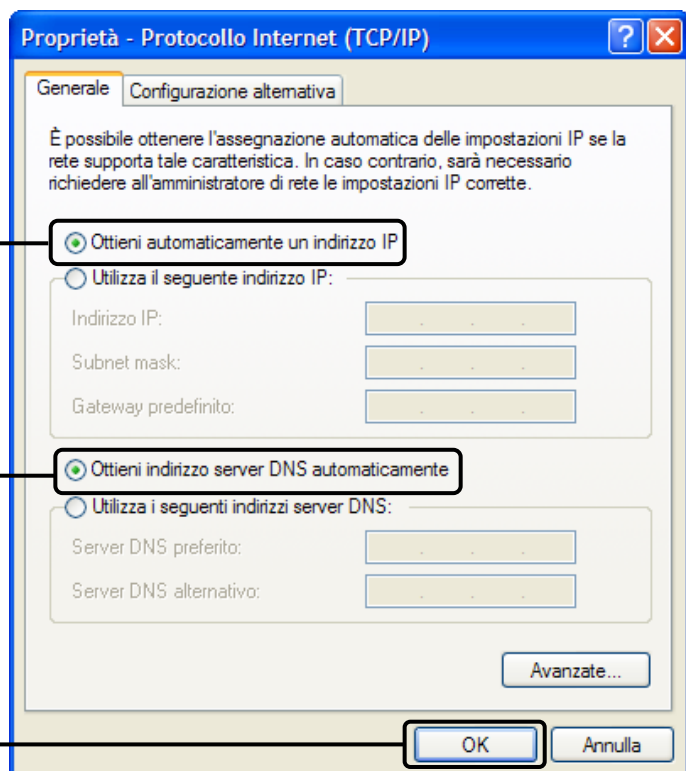 Proprietà - Protocollo Internet (TCP/IP)
Generale
Configurazione alternativa
È possibile ottenere l'assegnazione automatica delle impostazioni IP se la
rete supporta tale caratteristica. In caso contrario, sarà necessario
richiedere all'amministratore di rete le impostazioni IP corrette.
Ottieni automaticamente un indirizzo IP
Utilizza il seguente indirizzo IP:
Indirizzo IP:
Subnet mask:
Gateway predefinito:
Ottieni indirizzo server DNS automaticamente
Utilizza i seguenti indirizzi server DNS:
Server DNS preferito:
Server DNS alternativo:
Avanzate...
OK
Annulla